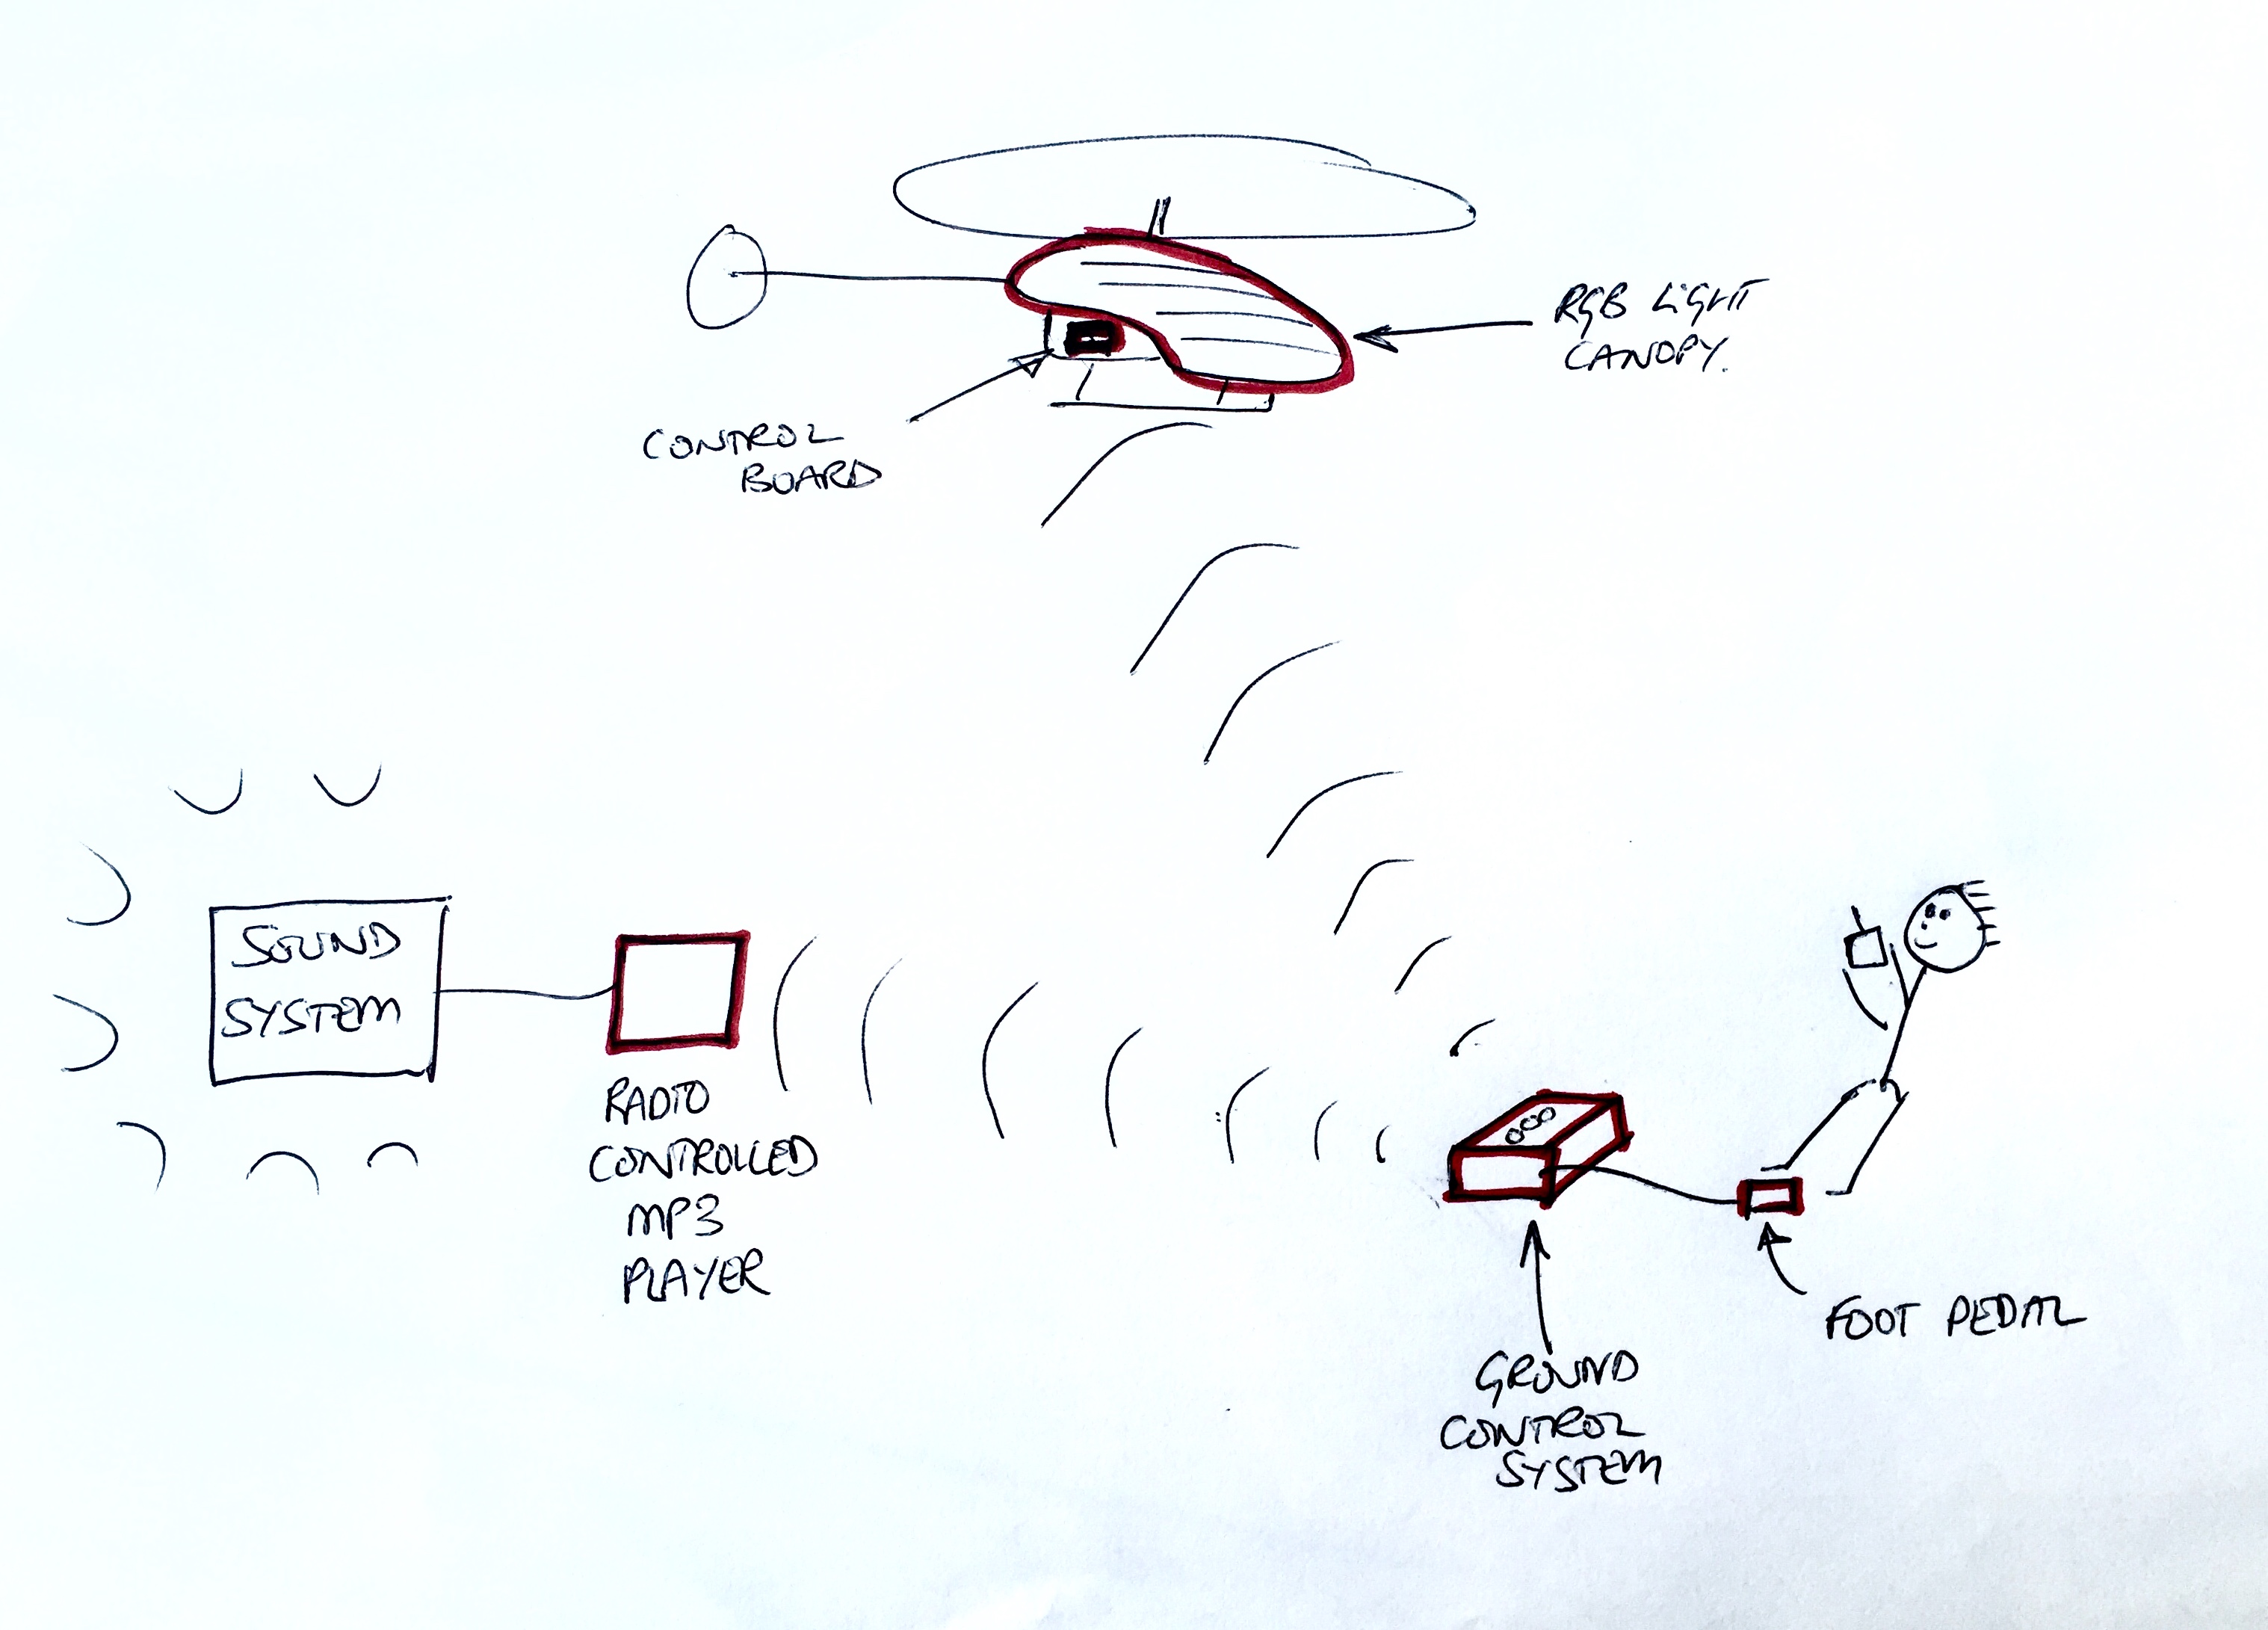 RGB LIGHT
CANOPY.
CONTROL
BOARD
SOUND
SYSTEM
RADIO
CONTROLLED
MP3
PLAYER
FOOT PEDAL
GROUND
CONTROL
SYSTEM